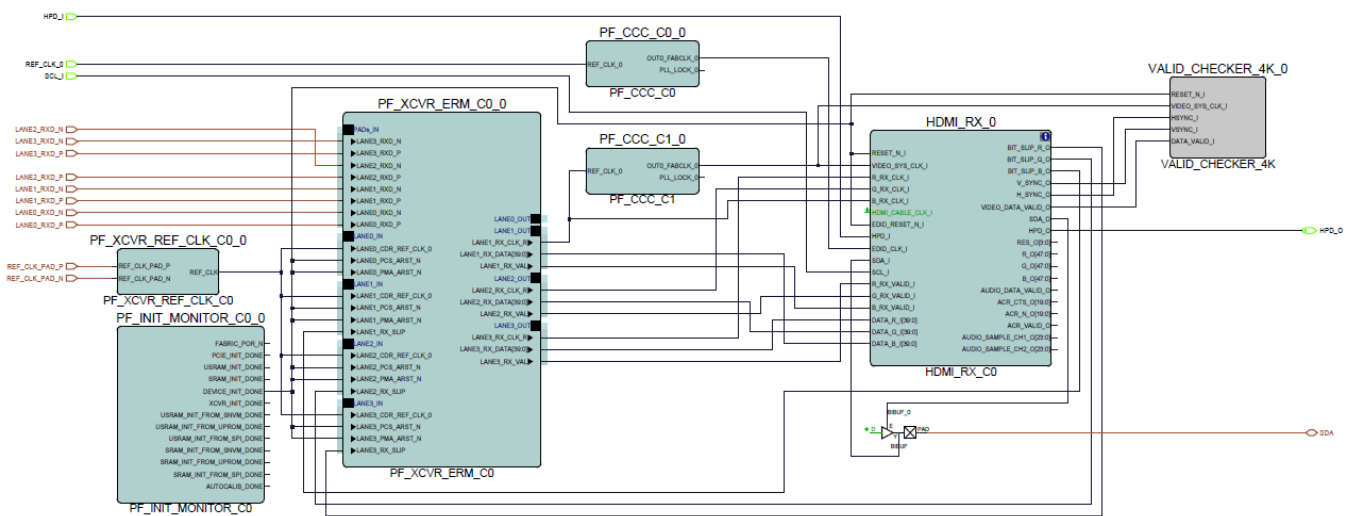 HPD_I
REF_CLK_0
SCL_I
LANE2_RXD_N
LANE3_RXD_N
LANE3_RXD_P
LANE2_RXD_P
LANE1_RXD_N
LANE1_RXD_P
LANE0_RXD_N
LANE0_RXD_P
REF_CLK_PAD_P
REF_CLK_PAD_N
PF_XCVR_REF_CLK_C0_0
REF_CLK_PAD_P
REF_CLK_PAD_N
REF_CLK
PF_XCVR_REF_CLK_C0
PF_INIT_MONITOR_C0_0
FABRIC_POR_N
PCIE_INIT_DONE
USRAM_INIT_DONE
SRAM_INIT_DONE
DEVICE_INIT_DONE
XCVR_INIT_DONE
USRAM_INIT_FROM_SNVM_DONE
USRAM_INIT_FROM_UPROM_DONE
USRAM_INIT_FROM_SPI_DONE
SRAM_INIT_FROM_SNVM_DONE
SRAM_INIT_FROM_UPROM_DONE
SRAM_INIT_FROM_SPI_DONE
AUTOCALIB_DONE
PF_INIT_MONITOR_C0
PF_XCVR_ERM_C0_0
PADs_IN
LANE3_RXD_N
LANE3_RXD_P
LANE2_RXD_N
LANE2_RXD_P
LANE1_RXD_N
LANE1_RXD_P
LANE0_RXD_N
LANE0_RXD_P
LANE0_IN
LANE0_CDR_REF_CLK_0
LANE0_PCS_ARST_N
LANE0_PMA_ARST_N
LANE1_IN
LANE1_CDR_REF_CLK_0
LANE1_PCS_ARST_N
LANE1_PMA_ARST_N
LANE1_RX_SLIP
LANE2_IN
LANE2_CDR_REF_CLK_0
LANE2_PCS_ARST_N
LANE2_PMA_ARST_N
LANE2_RX_SLIP
LANE3_IN
LANE3_CDR_REF_CLK_0
LANE3_PCS_ARST_N
LANE3_PMA_ARST_N
LANE3_RX_SLIP
LANE0_OUT
LANE1_OUT
LANE1_RX_CLK_R
LANE1_RX_DATA[39:0]
LANE1_RX_VAL
LANE2_OUT
LANE2_RX_CLK_R
LANE2_RX_DATA[39:0]
LANE2_RX_VAL
LANE3_OUT
LANE3_RX_CLK_R
LANE3_RX_DATA[39:0]
LANE3_RX_VAL
PF_XCVR_ERM_C0
PF_CCC_C0_0
REF_CLK_0
OUT0_FABCLK_0
PLL_LOCK_0
PF_CCC_C0
PF_CCC_C1_0
REF_CLK_0
OUT0_FABCLK_0
PLL_LOCK_0
PF_CCC_C1
HDMI_RX_0
RESET_N_I
VIDEO_SYS_CLK_I
R_RX_CLK_I
G_RX_CLK_I
B_RX_CLK_I
HDMI_CABLE_CLK_I
EDID_RESET_N_I
HPD_I
EDID_CLK_I
SDA_I
SCL_I
R_RX_VALID_I
G_RX_VALID_I
B_RX_VALID_I
DATA_R_I[39:0]
DATA_G_I[39:0]
DATA_B_I[39:0]
BIT_SLIP_R_O
BIT_SLIP_G_O
BIT_SLIP_B_O
V_SYNC_O
H_SYNC_O
VIDEO_DATA_VALID_O
SDA_O
HPD_O
RES_O[3:0]
R_O[47:0]
G_O[47:0]
B_O[47:0]
AUDIO_DATA_VALID_O
ACR_CTS_O[19:0]
ACR_N_O[19:0]
ACR_VALID_O
AUDIO_SAMPLE_CH1_O[23:0]
AUDIO_SAMPLE_CH2_O[23:0]
HDMI_RX_C0
VALID_CHECKER_4K_0
RESET_N_I
VIDEO_SYS_CLK_I
HSYNC_I
VSYNC_I
DATA_VALID_I
VALID_CHECKER_4K
HPD_O
BIBUF_0
D
E
Y
PAD
BIBUF
SDA